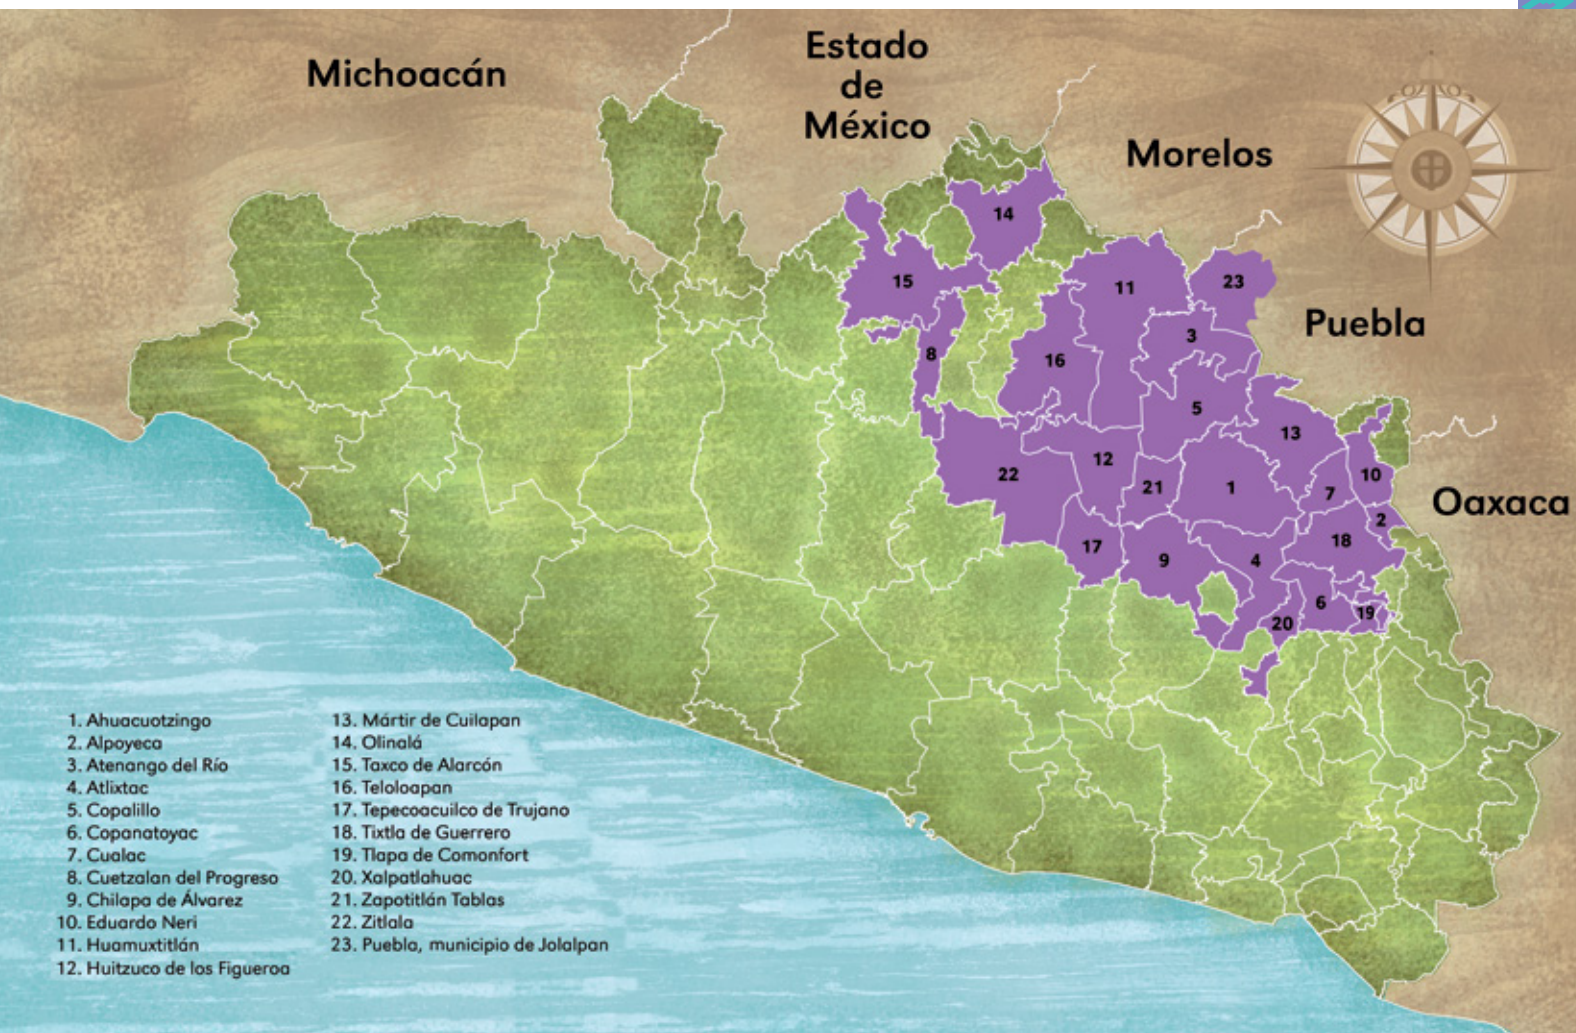 Michoacán
Estado
de
México
Morelos
Puebla
Oaxaca
14
15
11
23
3
8
16
5
13
22
12
21
1
7
10
2
17
9
4
18
6
19
20
1. Ahuacuotzingo
2. Alpoyeca
3. Atenango del Río
4. Atlixtac
5. Copalillo
6. Copanatoyac
7. Cualac
8. Cuetzalan del Progreso
9. Chilapa de Álvarez
10. Eduardo Neri
11. Huamuxtitlán
12. Huitzuco de los Figueroa
13. Mártir de Cuilapan
14. Olinalá
15. Taxco de Alarcón
16. Teloloapan
17. Tepecoacuilco de Trujano
18. Tixtla de Guerrero
19. Tlapa de Comonfort
20. Xalpatlahuac
21. Zapotitlán Tablas
22. Zitlala
23. Puebla, municipio de Jolalpan